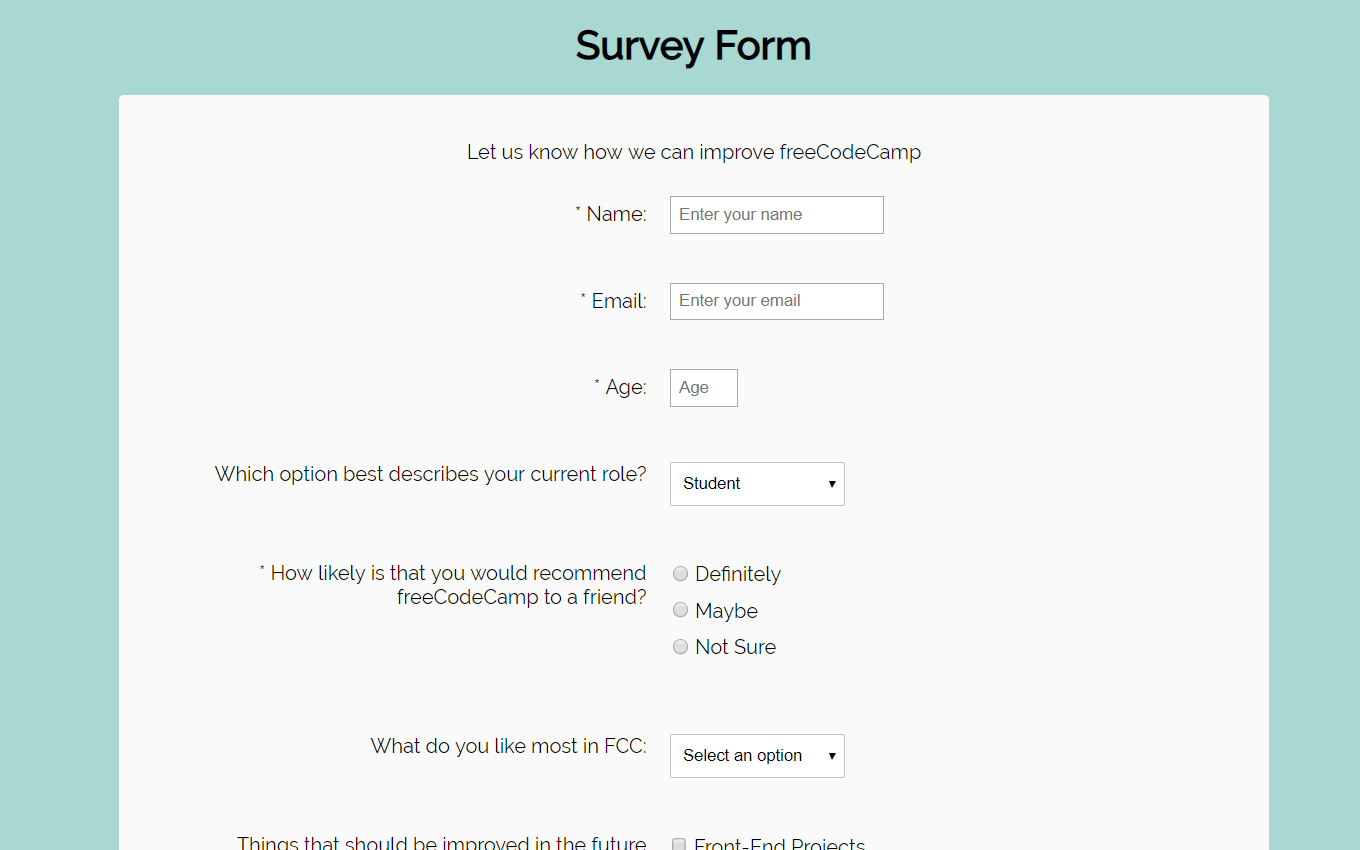 Survey Form
Let us know how we can improve freeCodeCamp
* Name: Enter your name
* Email: Enter your email
* Age: Age
Which option best describes your current role? Student
* How likely is that you would recommend
freeCodeCamp to a friend?
Definitely
Maybe
Not Sure
What do you like most in FCC: Select an option
Things that should be improved in the future Front-End Projects